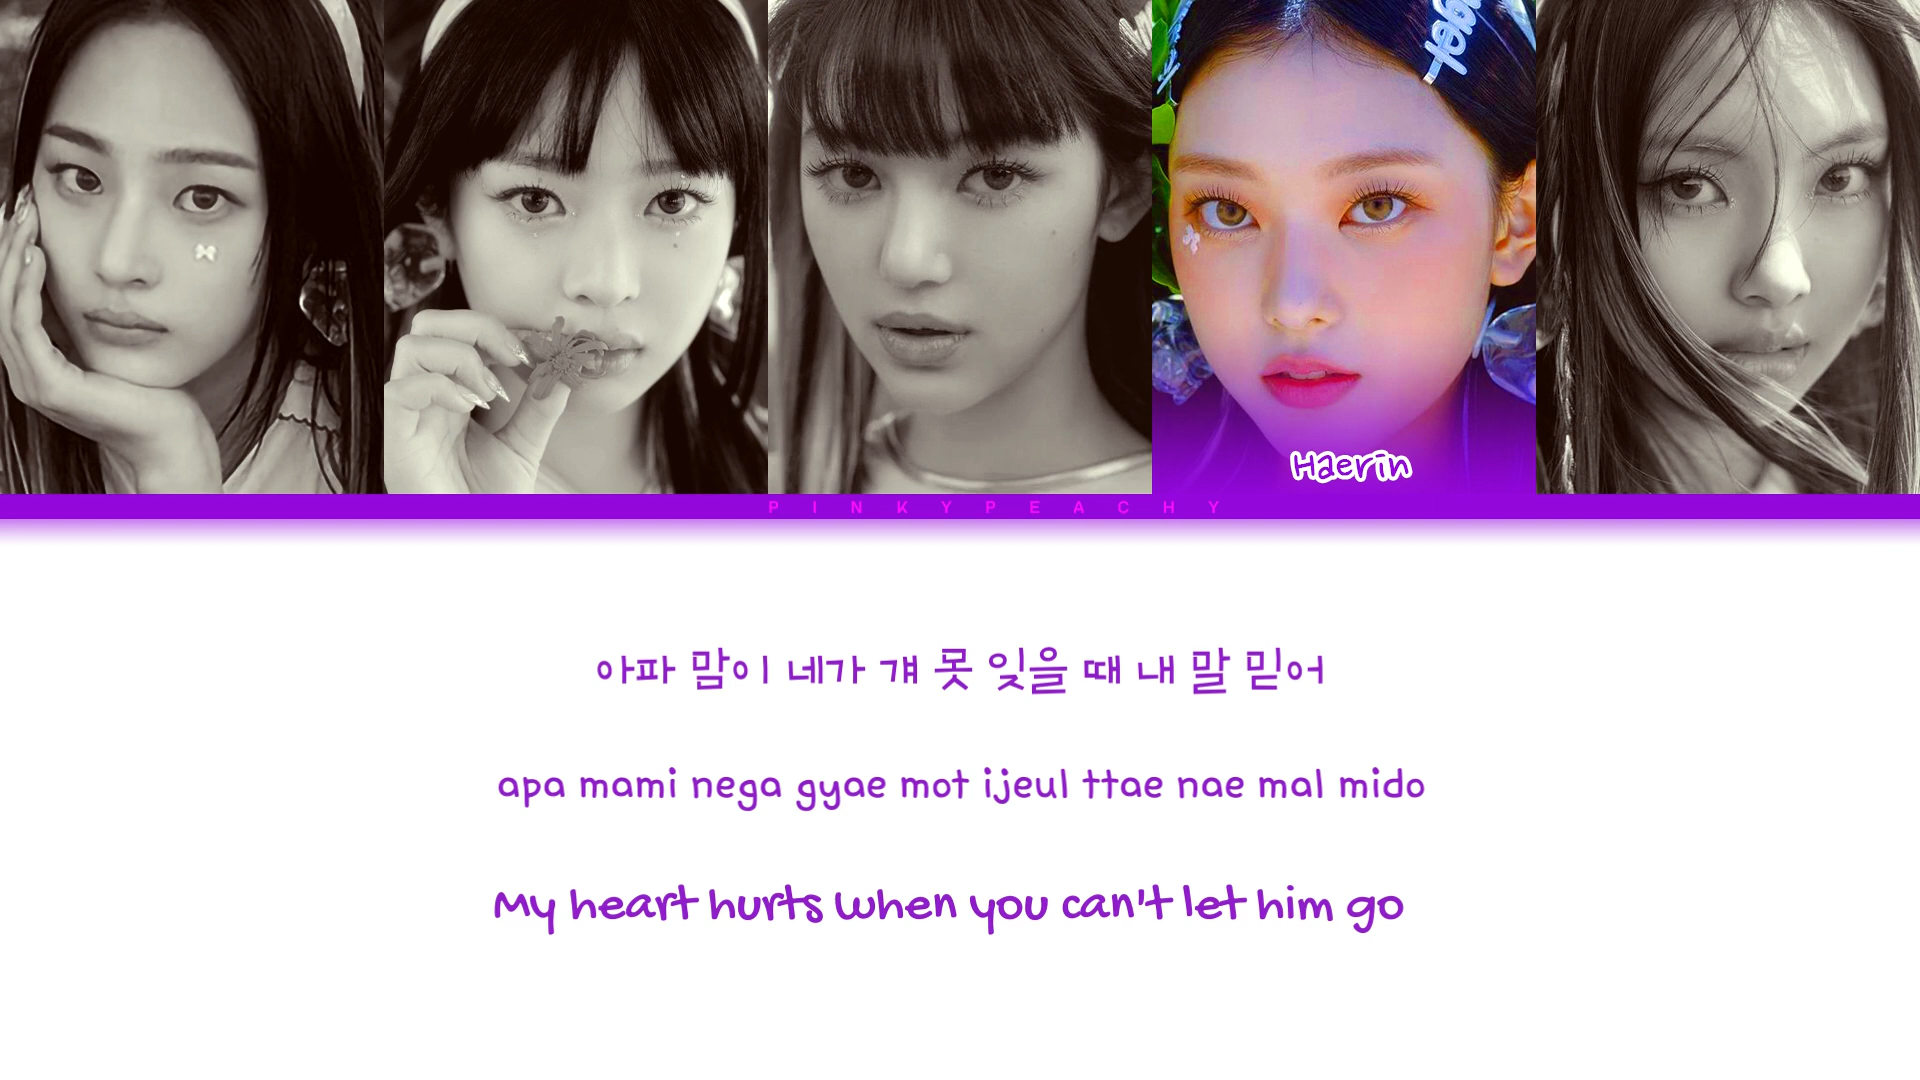 Haerin
PINKYPEACHY
아파 맘이 네가 걔 못 잊을 때 내 말 믿어
apa mami nega gyae mot ijeul ttae nae mal mido
My heart hurts when you can't let him go